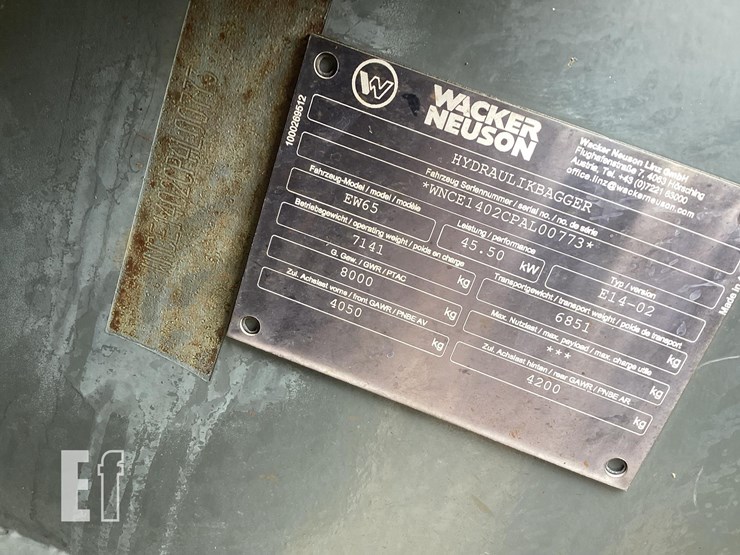 1000269512
WACKER
NEUSON
Wacker Neuson Linz GmbH
Flughafenstraße 7, 4063 Hörsching
Austria, Tel. +43 (0)7221 63000
office.linz@wackerneuson.com
HYDRAULIKBAGGER
Fahrzeug Seriennummer / serial no. / no. de série
*WNCE1402CPAL00773*
Fahrzeug-Model / model / modèle
EW65
Leistung / performance
45.50 kW
Typ / version
E14-02
Betriebsgewicht / operating weight / poids en charge
7141 kg
Transportgewicht / transport weight / poids de transport
6851 kg
G. Gew. / GWR / PTAC
8000 kg
Max. Nutzlast / max. payload / max. charge utile
*** kg
Zul. Achslast vorne / front GAWR / PNBE AV
4050 kg
Zul. Achslast hinten / rear GAWR / PNBE AR
4200 kg
Made in
Ef